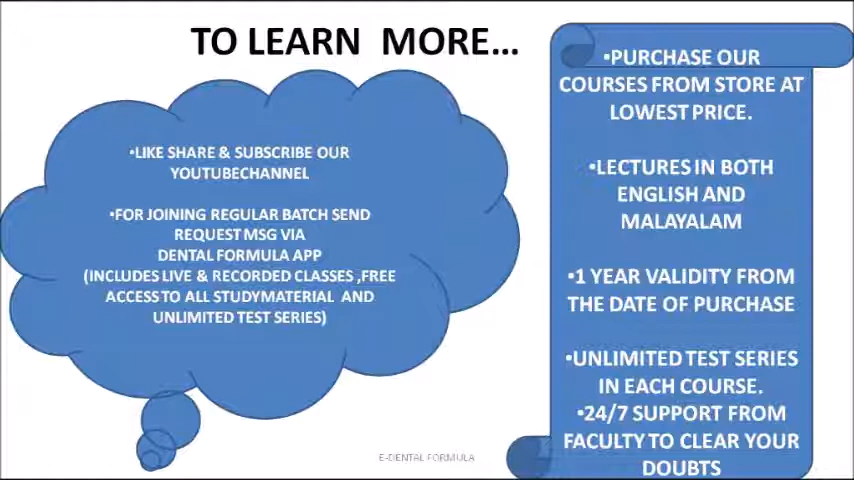 TO LEARN MORE...
•LIKE SHARE & SUBSCRIBE OUR
YOUTUBECHANNEL
•FOR JOINING REGULAR BATCH SEND
REQUEST MSG VIA
DENTAL FORMULA APP
(INCLUDES LIVE & RECORDED CLASSES ,FREE
ACCESS TO ALL STUDYMATERIAL AND
UNLIMITED TEST SERIES)
•PURCHASE OUR
COURSES FROM STORE AT
LOWEST PRICE.
•LECTURES IN BOTH
ENGLISH AND
MALAYALAM
•1 YEAR VALIDITY FROM
THE DATE OF PURCHASE
•UNLIMITED TEST SERIES
IN EACH COURSE.
•24/7 SUPPORT FROM
FACULTY TO CLEAR YOUR
DOUBTS
E-DENTAL FORMULA